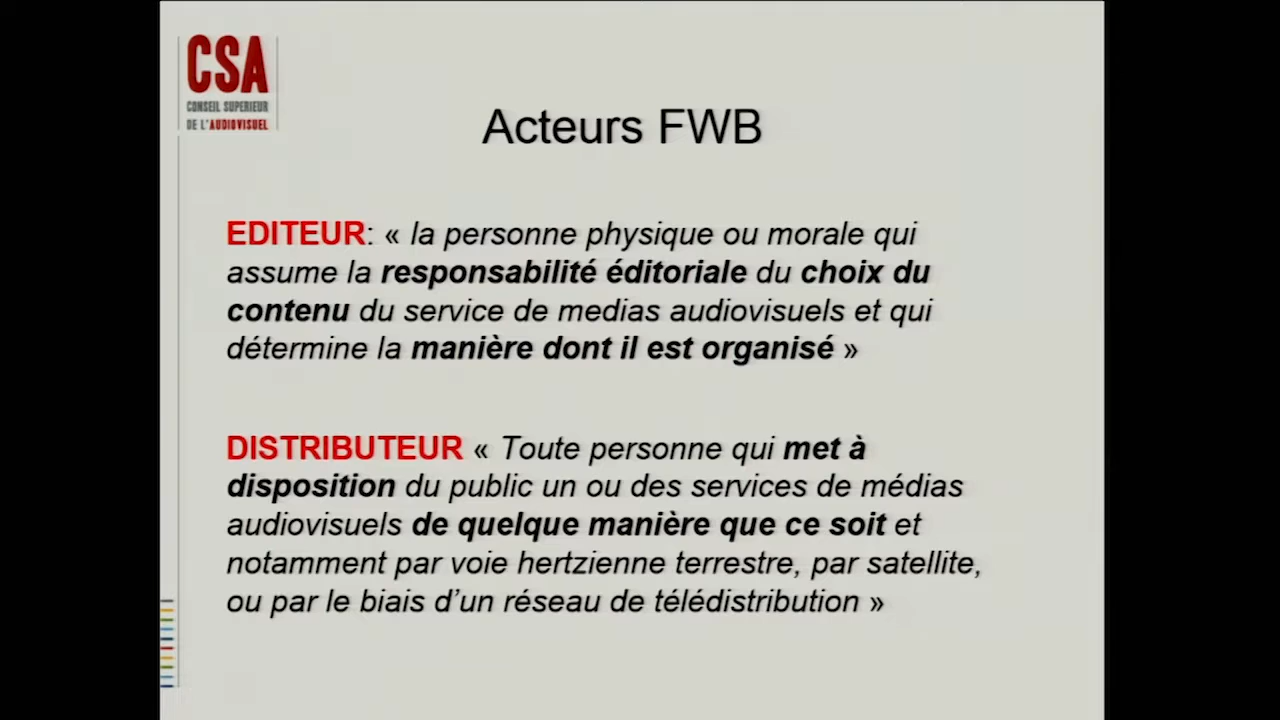 CSA
CONSEIL SUPERIEUR
DE L'AUDIOVISUEL
Acteurs FWB
EDITEUR: « la personne physique ou morale qui
assume la responsabilité éditoriale du choix du
contenu du service de medias audiovisuels et qui
détermine la manière dont il est organisé »
DISTRIBUTEUR « Toute personne qui met à
disposition du public un ou des services de médias
audiovisuels de quelque manière que ce soit et
notamment par voie hertzienne terrestre, par satellite,
ou par le biais d’un réseau de télédistribution »